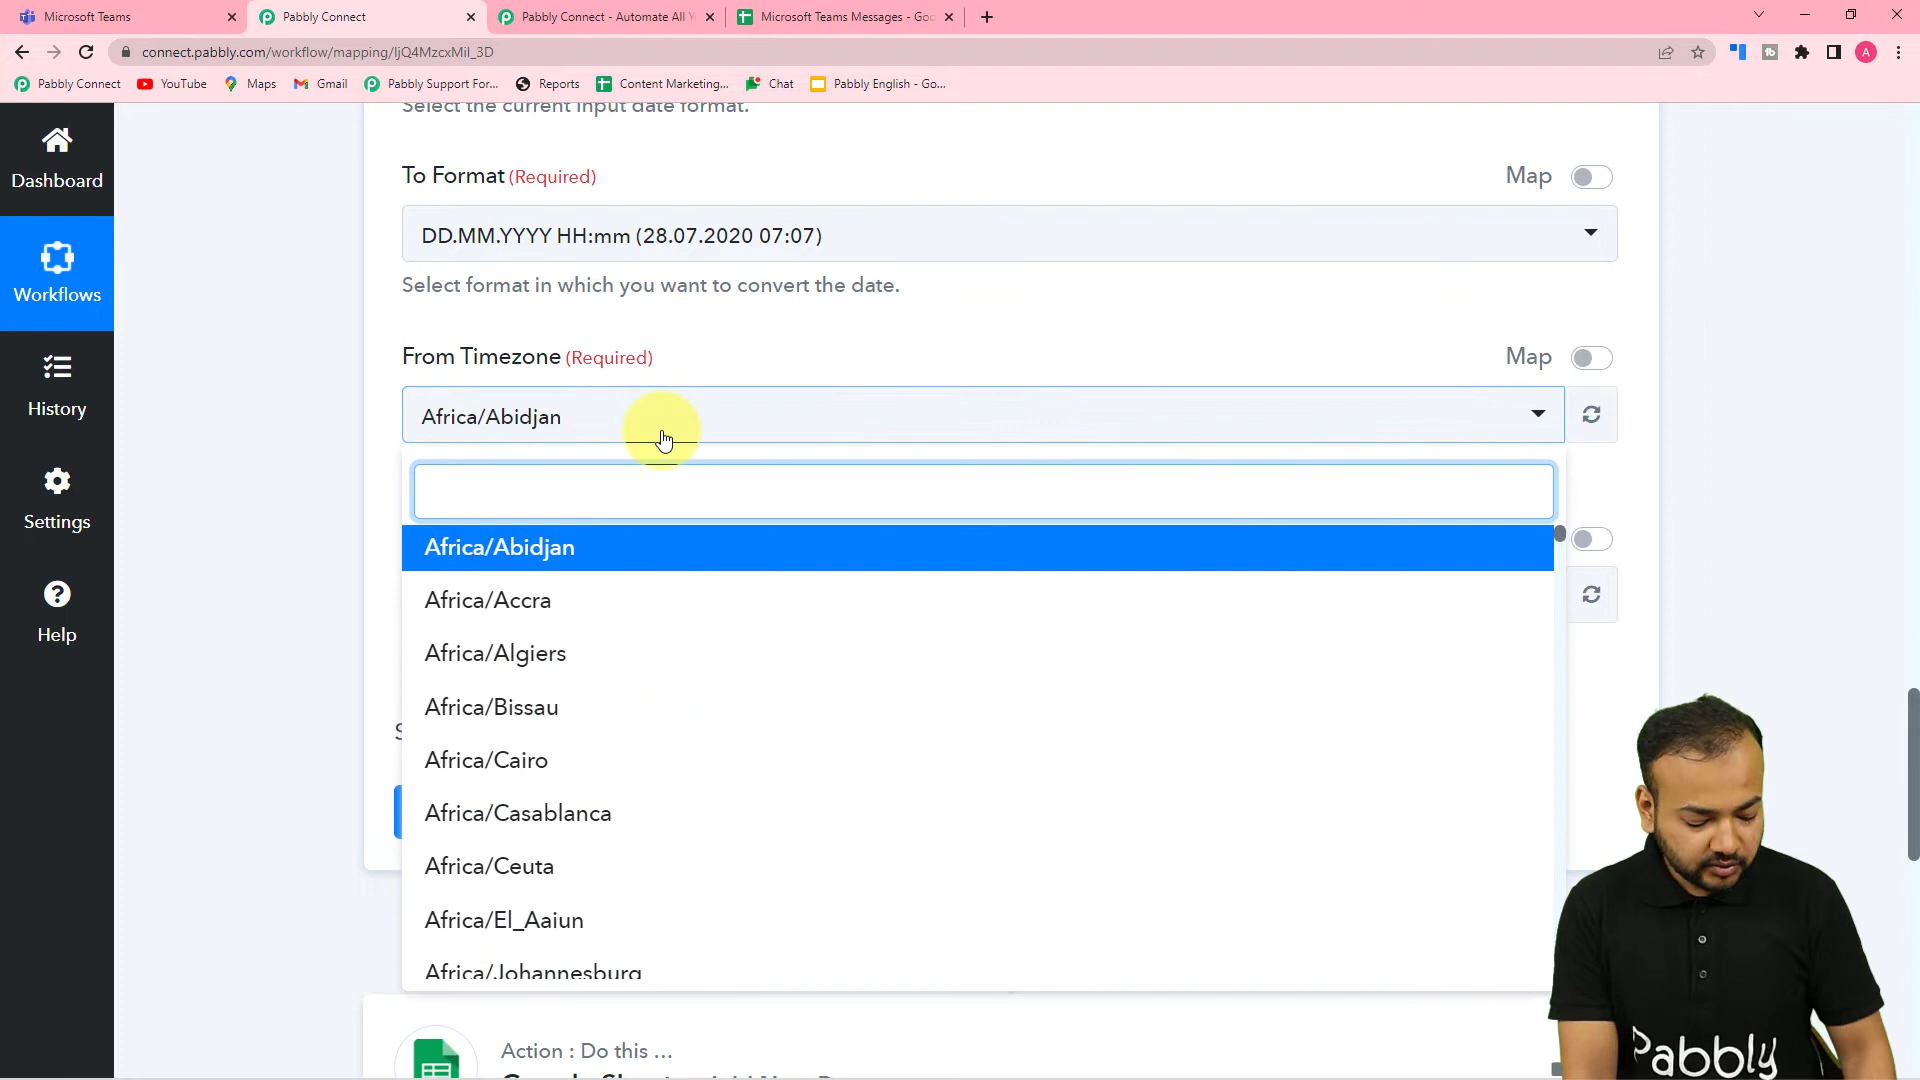 Microsoft Teams
Pabbly Connect
Pabbly Connect - Automate All Y
Microsoft Teams Messages - Goo
connect.pabbly.com/workflow/mapping/IjQ4MzcxMiI_3D
A
Pabbly Connect
YouTube
Maps
Gmail
Pabbly Support For...
Reports
Content Marketing...
Chat
Pabbly English - Go...
Dashboard
Workflows
History
Settings
Help
Select the current input date format.
To Format (Required)
Map
DD.MM.YYYY HH:mm (28.07.2020 07:07)
Select format in which you want to convert the date.
From Timezone (Required)
Map
Africa/Abidjan
Africa/Abidjan
Africa/Accra
Africa/Algiers
Africa/Bissau
Africa/Cairo
Africa/Casablanca
Africa/Ceuta
Africa/El_Aaiun
Africa/Johannesburg
Action : Do this ...
Pabbly